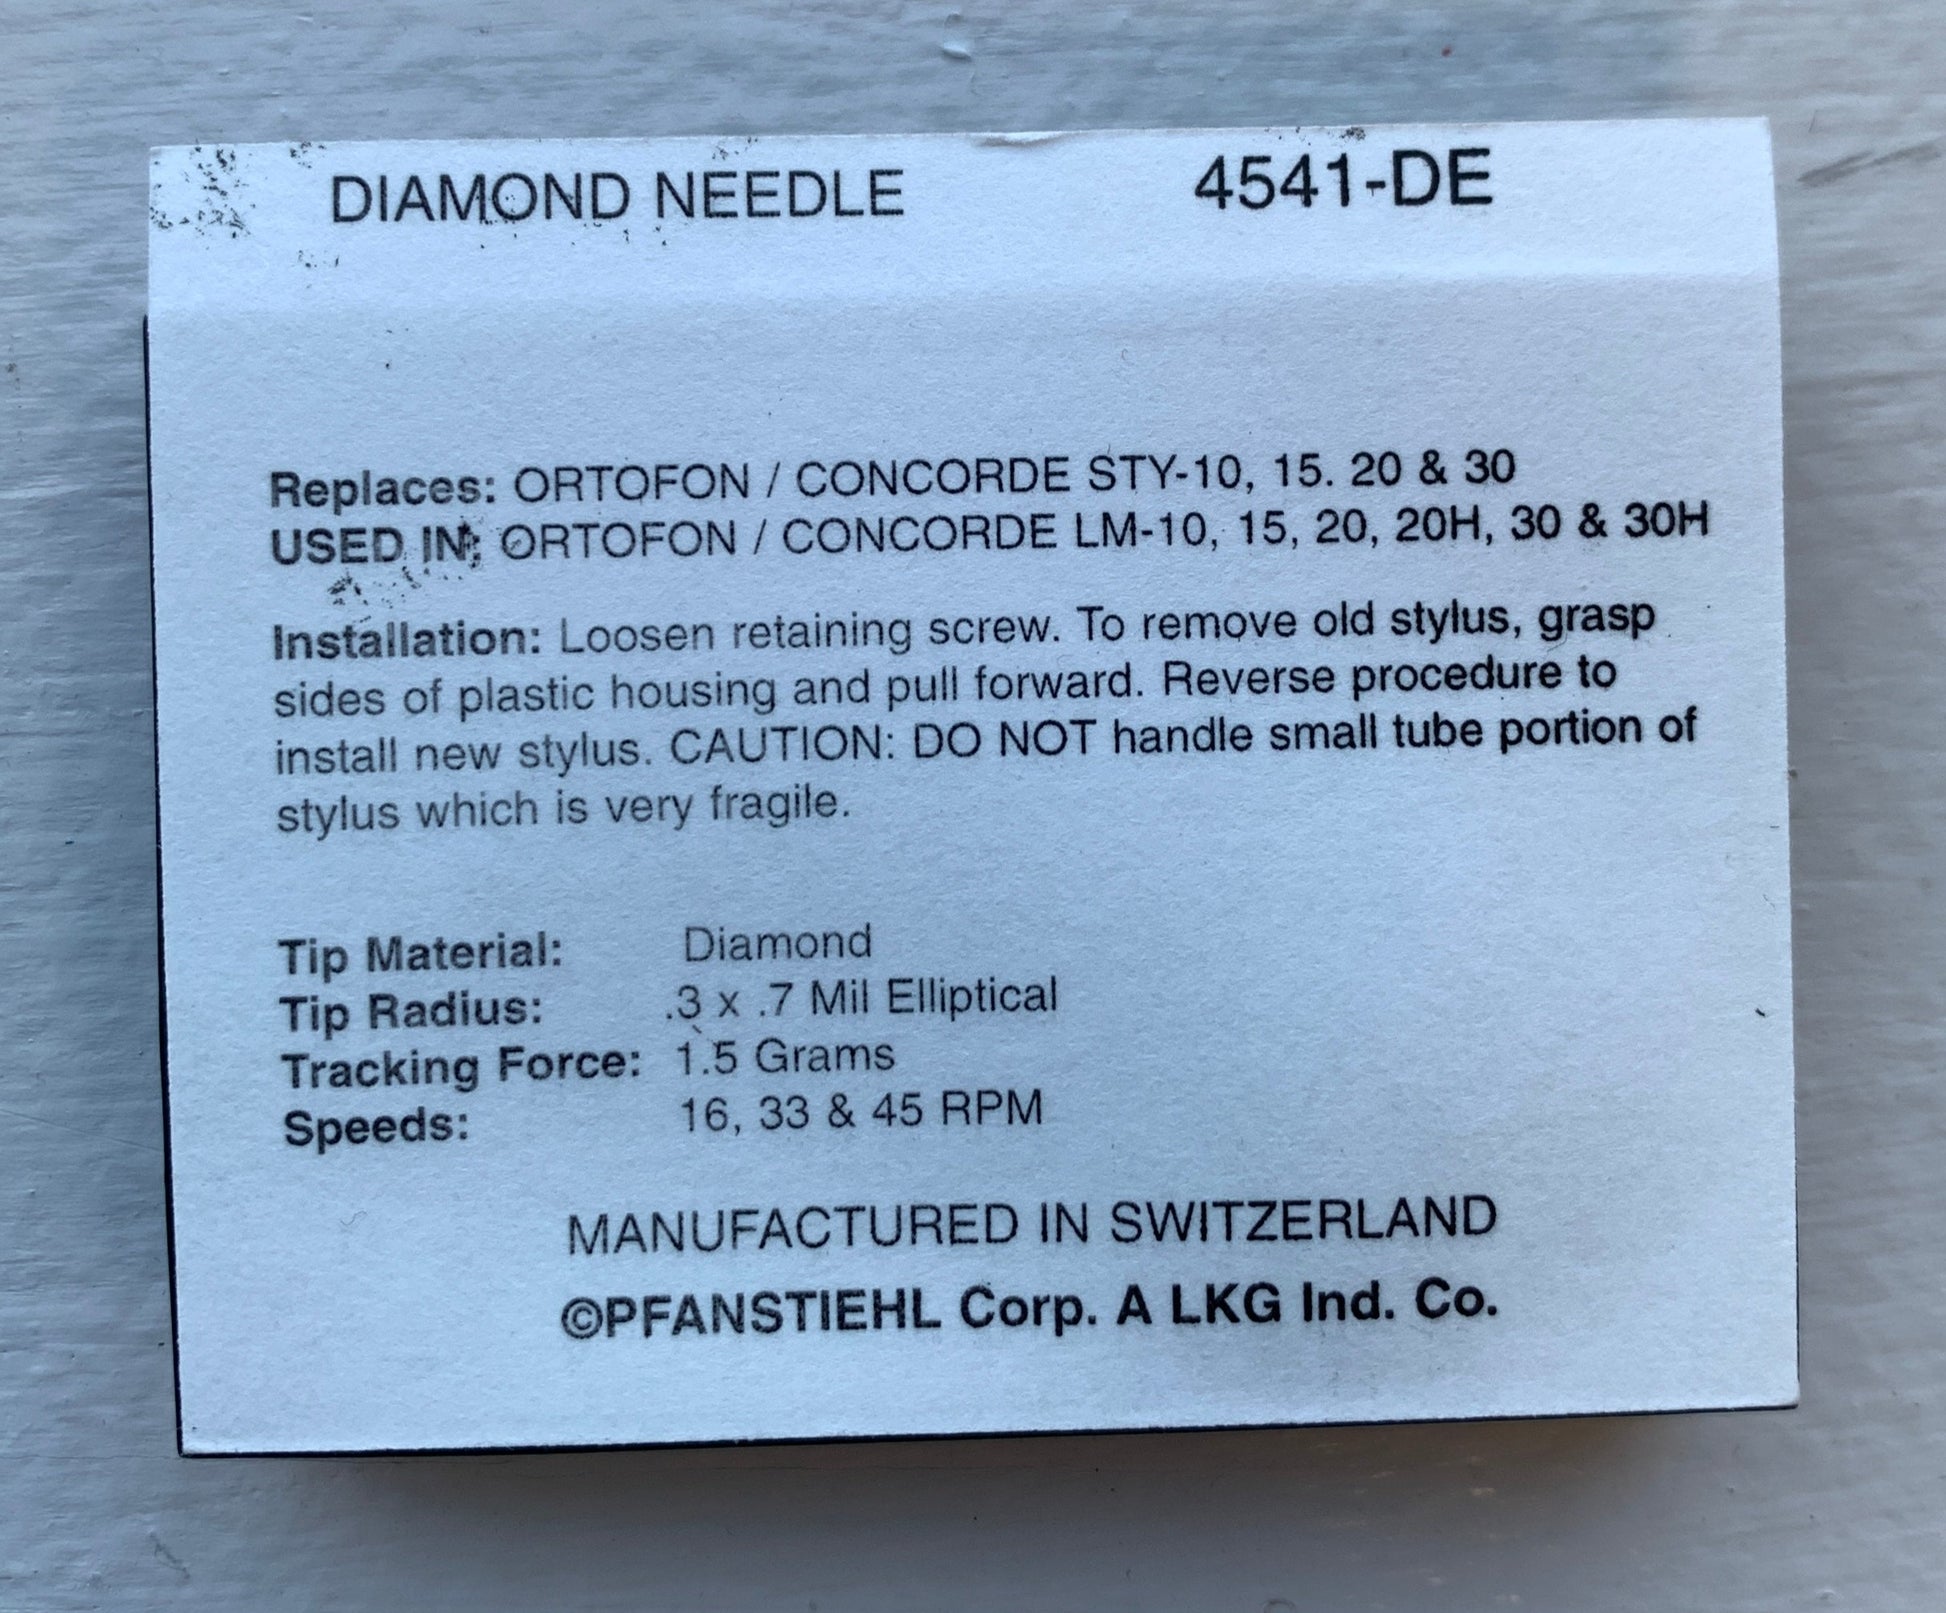 DIAMOND NEEDLE 4541-DE
Replaces: ORTOFON / CONCORDE STY-10, 15. 20 & 30
USED IN: ORTOFON / CONCORDE LM-10, 15, 20, 20H, 30 & 30H
Installation: Loosen retaining screw. To remove old stylus, grasp
sides of plastic housing and pull forward. Reverse procedure to
install new stylus. CAUTION: DO NOT handle small tube portion of
stylus which is very fragile.
Tip Material: Diamond
Tip Radius: .3 x .7 Mil Elliptical
Tracking Force: 1.5 Grams
Speeds: 16, 33 & 45 RPM
MANUFACTURED IN SWITZERLAND
©PFANSTIEHL Corp. A LKG Ind. Co.